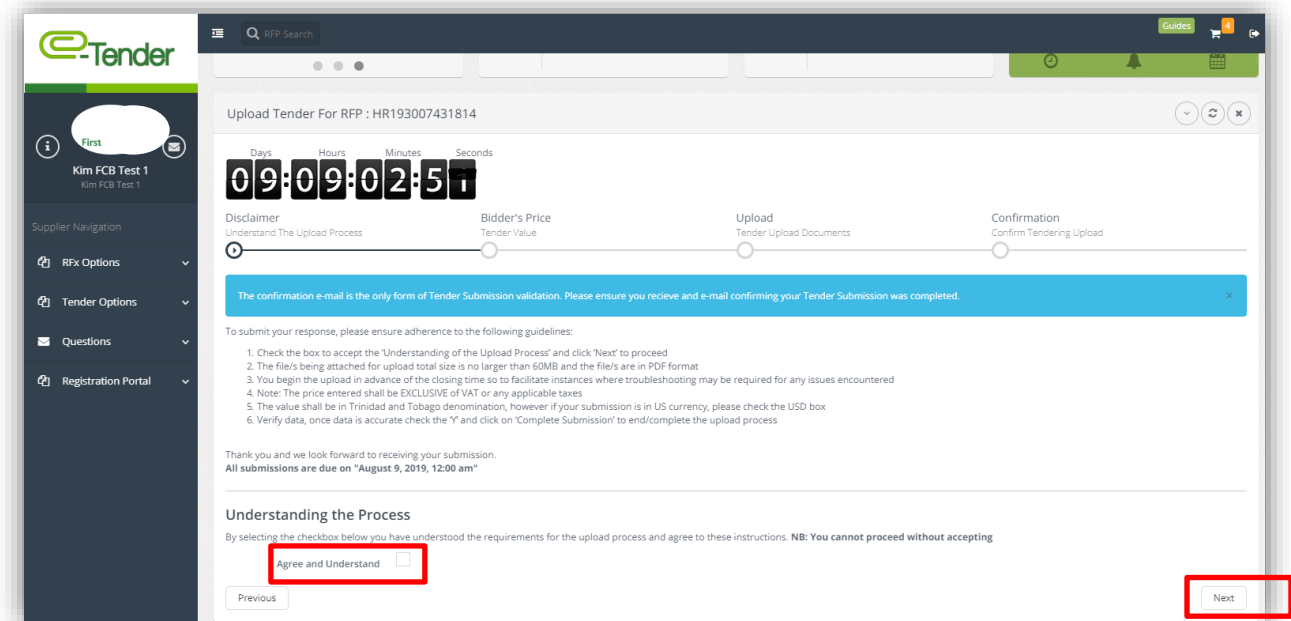 e-Tender
RFP Search
Guides
4
First
Kim FCB Test 1
Kim FCB Test 1
Supplier Navigation
RFx Options
Tender Options
Questions
Registration Portal
Upload Tender For RFP : HR193007431814
Days Hours Minutes Seconds
09:09:02:51
Disclaimer
Understand The Upload Process
Bidder's Price
Tender Value
Upload
Tender Upload Documents
Confirmation
Confirm Tendering Upload
The confirmation e-mail is the only form of Tender Submission validation. Please ensure you recieve and e-mail confirming your Tender Submission was completed.
To submit your response, please ensure adherence to the following guidelines:
1. Check the box to accept the 'Understanding of the Upload Process' and click 'Next' to proceed
2. The file/s being attached for upload total size is no larger than 60MB and the file/s are in PDF format
3. You begin the upload in advance of the closing time so to facilitate instances where troubleshooting may be required for any issues encountered
4. Note: The price entered shall be EXCLUSIVE of VAT or any applicable taxes
5. The value shall be in Trinidad and Tobago denomination, however if your submission is in US currency, please check the USD box
6. Verify data, once data is accurate check the 'Y' and click on 'Complete Submission' to end/complete the upload process
Thank you and we look forward to receiving your submission.
All submissions are due on "August 9, 2019, 12:00 am"
Understanding the Process
By selecting the checkbox below you have understood the requirements for the upload process and agree to these instructions. NB: You cannot proceed without accepting
Agree and Understand
Previous
Next